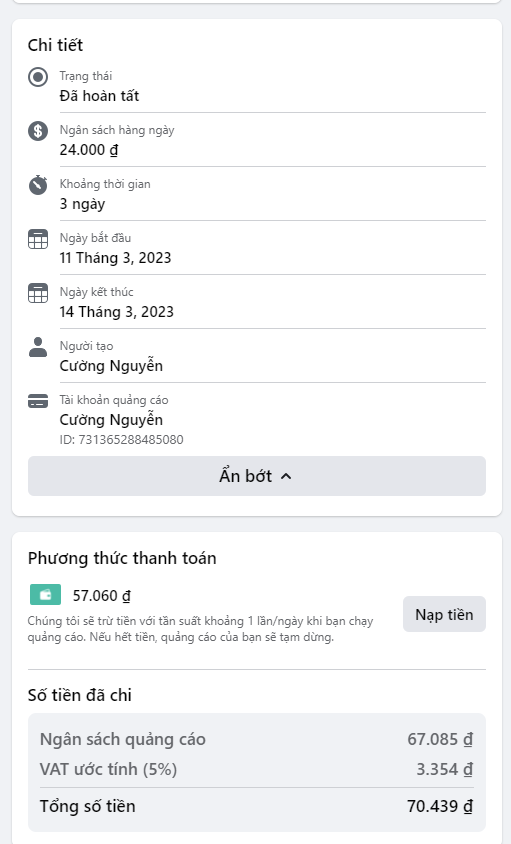 Chi tiết
Trạng thái
Đã hoàn tất
Ngân sách hàng ngày
24.000 ₫
Khoảng thời gian
3 ngày
Ngày bắt đầu
11 Tháng 3, 2023
Ngày kết thúc
14 Tháng 3, 2023
Người tạo
Cường Nguyễn
Tài khoản quảng cáo
Cường Nguyễn
ID: 731365288485080
Ẩn bớt
Phương thức thanh toán
57.060 ₫
Chúng tôi sẽ trừ tiền với tần suất khoảng 1 lần/ngày khi bạn chạy
quảng cáo. Nếu hết tiền, quảng cáo của bạn sẽ tạm dừng.
Nạp tiền
Số tiền đã chi
Ngân sách quảng cáo 67.085 ₫
VAT ước tính (5%) 3.354 ₫
Tổng số tiền 70.439 ₫